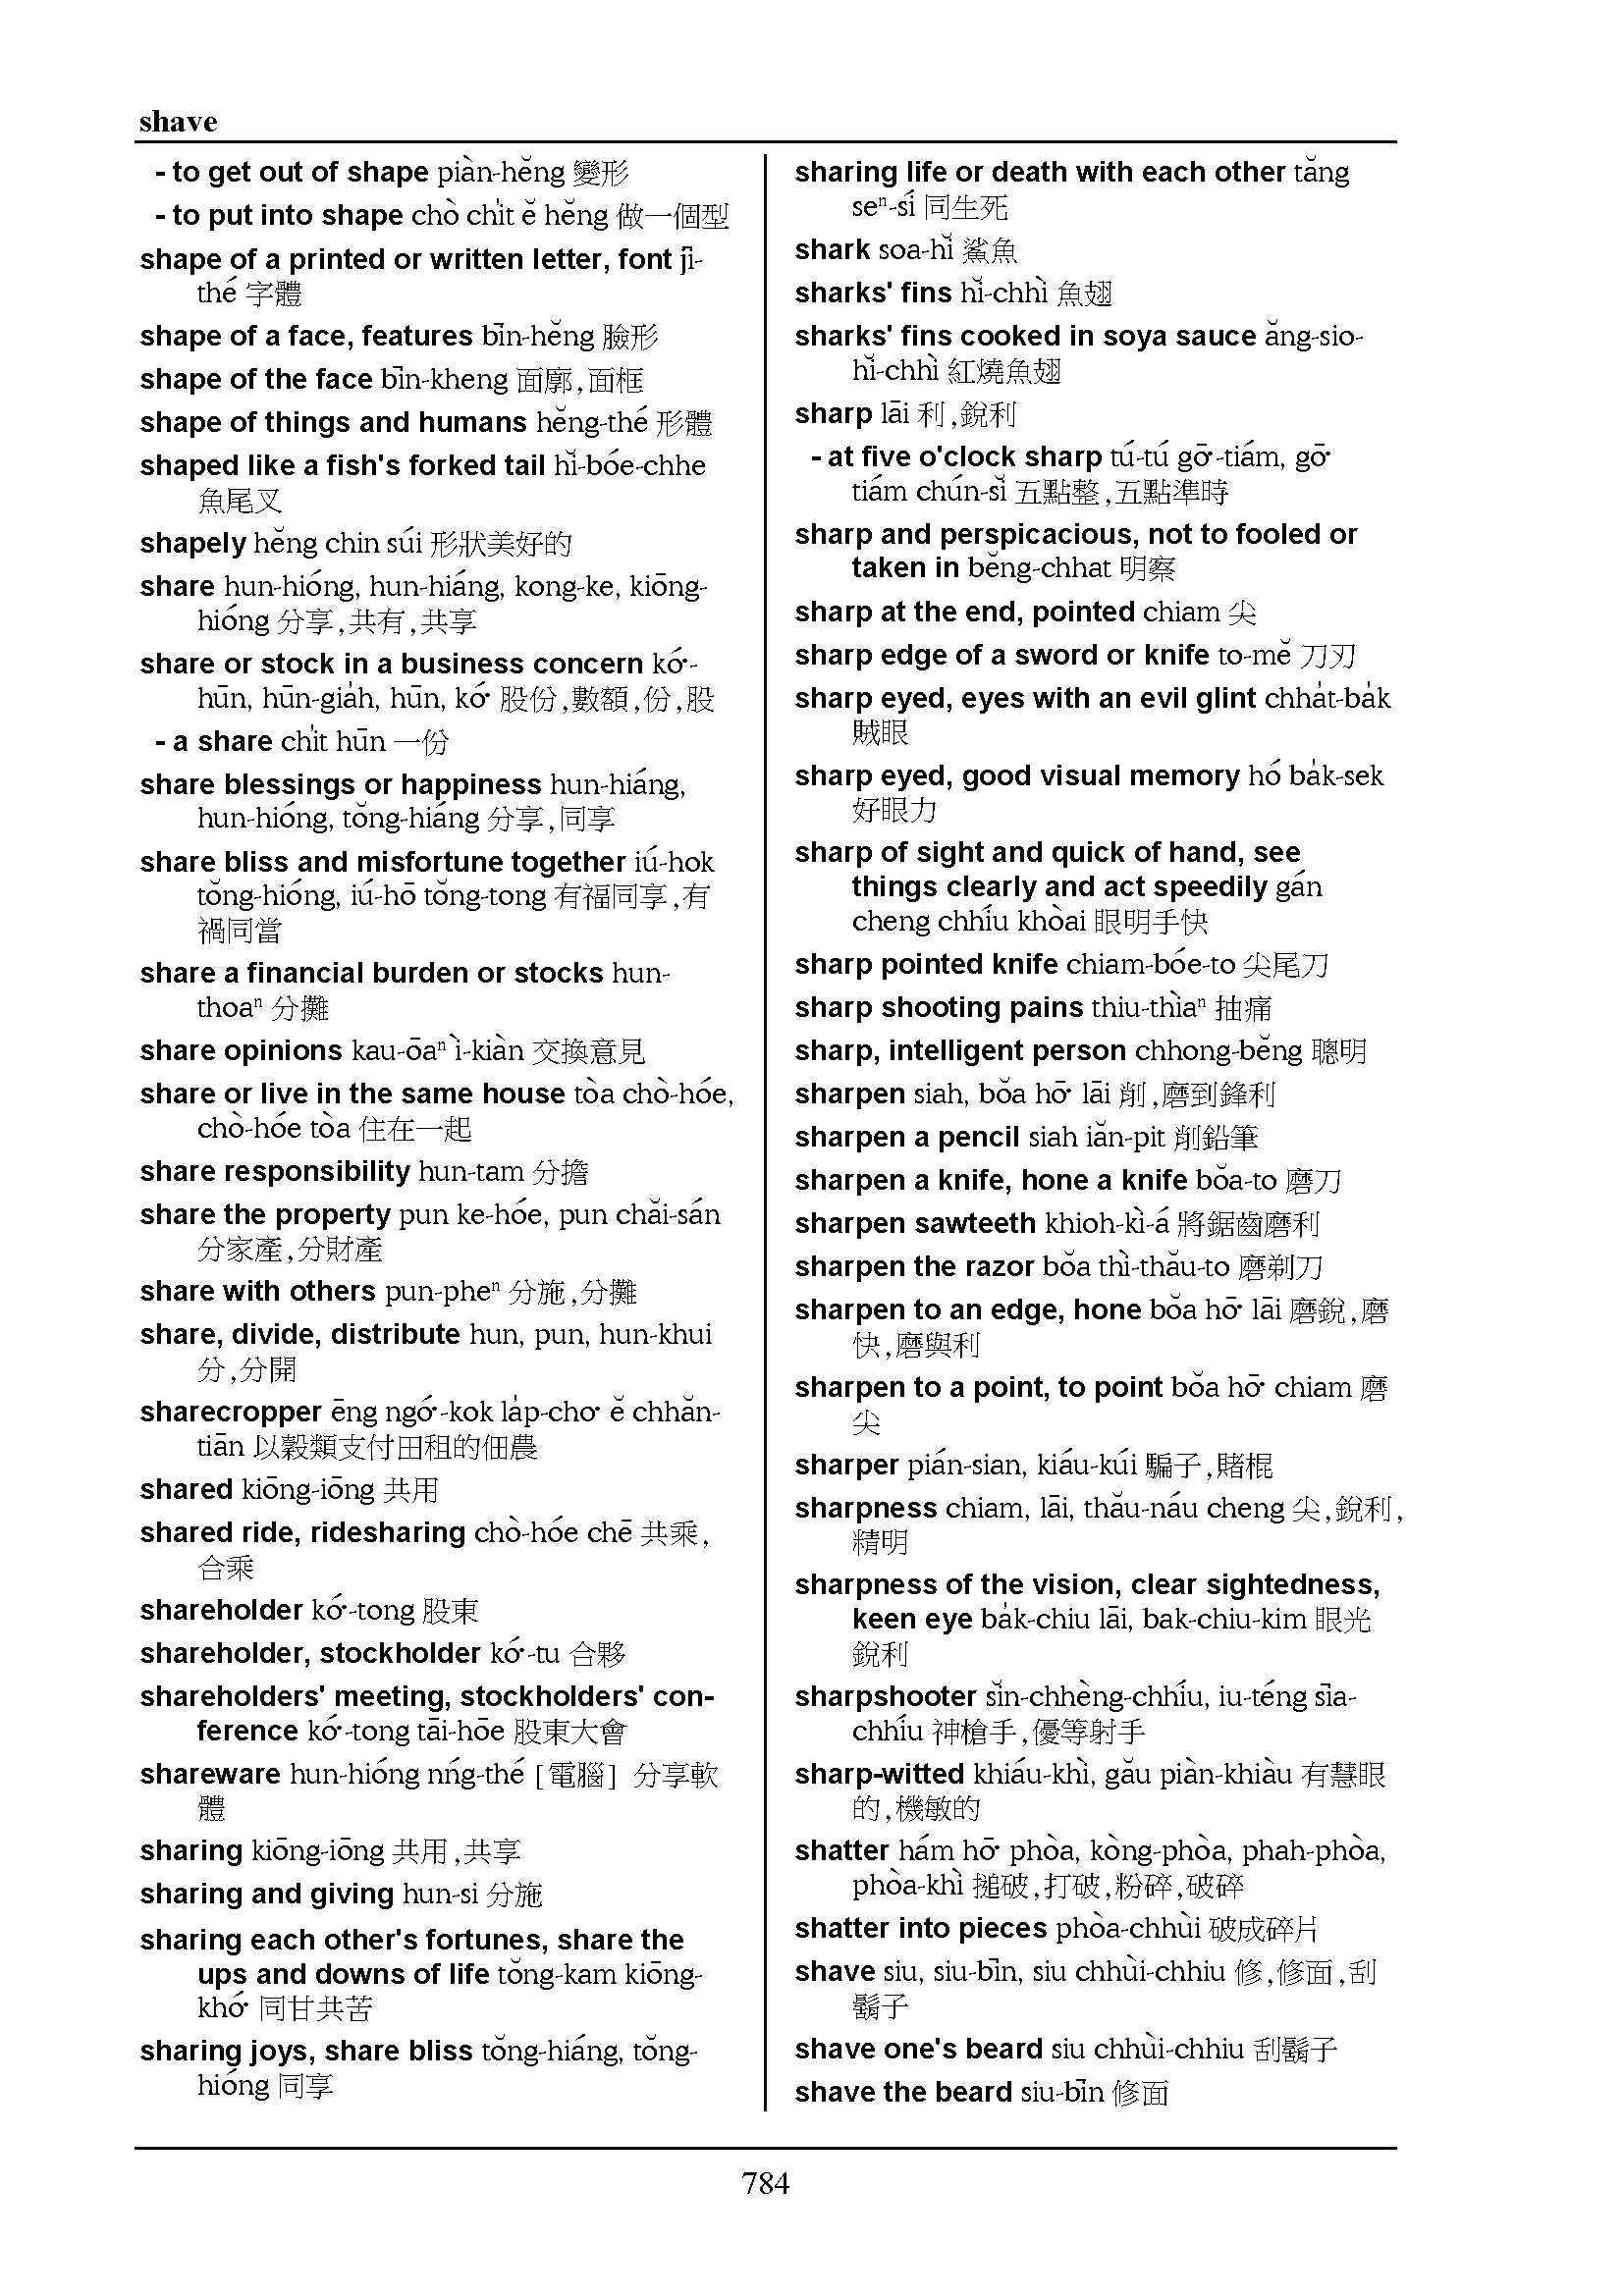 shave
- to get out of shape piàn-hĕng 變形
- to put into shape chò chi̍t ĕ hĕng 做一個型
shape of a printed or written letter, font jī-
thé 字體
shape of a face, features bīn-hĕng 臉形
shape of the face bīn-kheng 面廓,面框
shape of things and humans hĕng-thé 形體
shaped like a fish's forked tail hĭ-bóe-chhe
魚尾叉
shapely hĕng chin súi 形狀美好的
share hun-hióng, hun-hiáng, kong-ke, kiōng-
hióng 分享,共有,共享
share or stock in a business concern kó͘-
hūn, hūn-gia̍h, hūn, kó͘ 股份,數額,份,股
- a share chi̍t hūn 一份
share blessings or happiness hun-hiáng,
hun-hióng, tŏng-hiáng 分享,同享
share bliss and misfortune together iú-hok
tŏng-hióng, iú-hō tŏng-tong 有福同享,有
禍同當
share a financial burden or stocks hun-
thoaⁿ 分攤
share opinions kau-ōaⁿ ì-kiàn 交換意見
share or live in the same house tòa chò-hóe,
chò-hóe tòa 住在一起
share responsibility hun-tam 分擔
share the property pun ke-hóe, pun chăi-sán
分家產,分財產
share with others pun-pheⁿ 分施,分攤
share, divide, distribute hun, pun, hun-khui
分,分開
sharecropper ēng ngó͘-kok la̍p-cho͘ ĕ chhăn-
tiān 以穀類支付田租的佃農
shared kiōng-iōng 共用
shared ride, ridesharing chò-hóe chē 共乘,
合乘
shareholder kó͘-tong 股東
shareholder, stockholder kó͘-tu 合夥
shareholders' meeting, stockholders' con-
ference kó͘-tong tāi-hōe 股東大會
shareware hun-hióng nńg-thé [電腦] 分享軟
體
sharing kiōng-iōng 共用,共享
sharing and giving hun-si 分施
sharing each other's fortunes, share the
ups and downs of life tŏng-kam kiōng-
khó͘ 同甘共苦
sharing joys, share bliss tŏng-hiáng, tŏng-
hióng 同享
sharing life or death with each other tăng
seⁿ-sí 同生死
shark soa-hĭ 鯊魚
sharks' fins hĭ-chhì 魚翅
sharks' fins cooked in soya sauce ăng-sio-
hĭ-chhì 紅燒魚翅
sharp lāi 利,銳利
- at five o'clock sharp tú-tú gō͘-tiám, gō͘
tiám chún-sĭ 五點整,五點準時
sharp and perspicacious, not to fooled or
taken in bĕng-chhat 明察
sharp at the end, pointed chiam 尖
sharp edge of a sword or knife to-mĕ 刀刃
sharp eyed, eyes with an evil glint chha̍t-ba̍k
賊眼
sharp eyed, good visual memory hó ba̍k-sek
好眼力
sharp of sight and quick of hand, see
things clearly and act speedily gán
cheng chhíu khòai 眼明手快
sharp pointed knife chiam-bóe-to 尖尾刀
sharp shooting pains thiu-thìaⁿ 抽痛
sharp, intelligent person chhong-bĕng 聰明
sharpen siah, bŏa hō͘ lāi 削,磨到鋒利
sharpen a pencil siah iăn-pit 削鉛筆
sharpen a knife, hone a knife bŏa-to 磨刀
sharpen sawteeth khioh-kì-á 將鋸齒磨利
sharpen the razor bŏa thì-thău-to 磨剃刀
sharpen to an edge, hone bŏa hō͘ lāi 磨銳,磨
快,磨與利
sharpen to a point, to point bŏa hō͘ chiam 磨
尖
sharper pián-sian, kiáu-kúi 騙子,賭棍
sharpness chiam, lāi, thău-náu cheng 尖,銳利,
精明
sharpness of the vision, clear sightedness,
keen eye ba̍k-chiu lāi, bak-chiu-kim 眼光
銳利
sharpshooter sĭn-chhèng-chhíu, iu-téng sīa-
chhíu 神槍手,優等射手
sharp-witted khiáu-khì, gău piàn-khiàu 有慧眼
的,機敏的
shatter hám hō͘ phòa, kòng-phòa, phah-phòa,
phòa-khì 搥破,打破,粉碎,破碎
shatter into pieces phòa-chhùi 破成碎片
shave siu, siu-bīn, siu chhùi-chhiu 修,修面,刮
鬍子
shave one's beard siu chhùi-chhiu 刮鬍子
shave the beard siu-bīn 修面
784